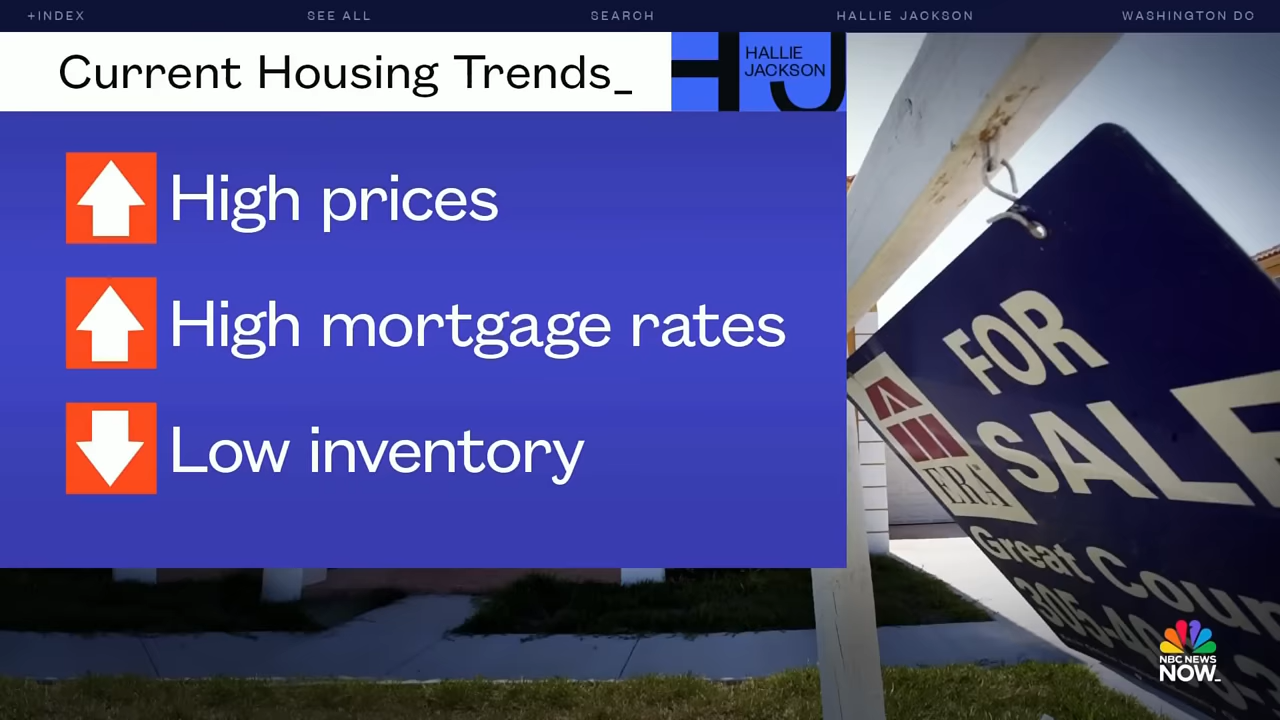 +INDEX
SEE ALL
SEARCH
HALLIE JACKSON
WASHINGTON DC
Current Housing Trends_
HALLIE
JACKSON
High prices
High mortgage rates
Low inventory
FOR
SALE
ERA
Great
NBC NEWS
NOW_